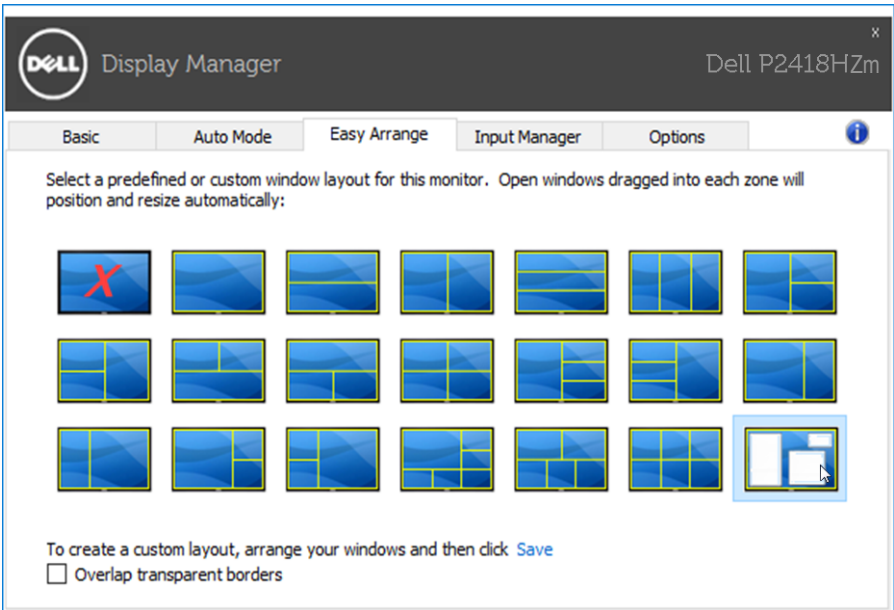 x
DELL
Display Manager
Dell P2418HZm
Basic
Auto Mode
Easy Arrange
Input Manager
Options
i
Select a predefined or custom window layout for this monitor. Open windows dragged into each zone will
position and resize automatically:
X
To create a custom layout, arrange your windows and then click Save
Overlap transparent borders